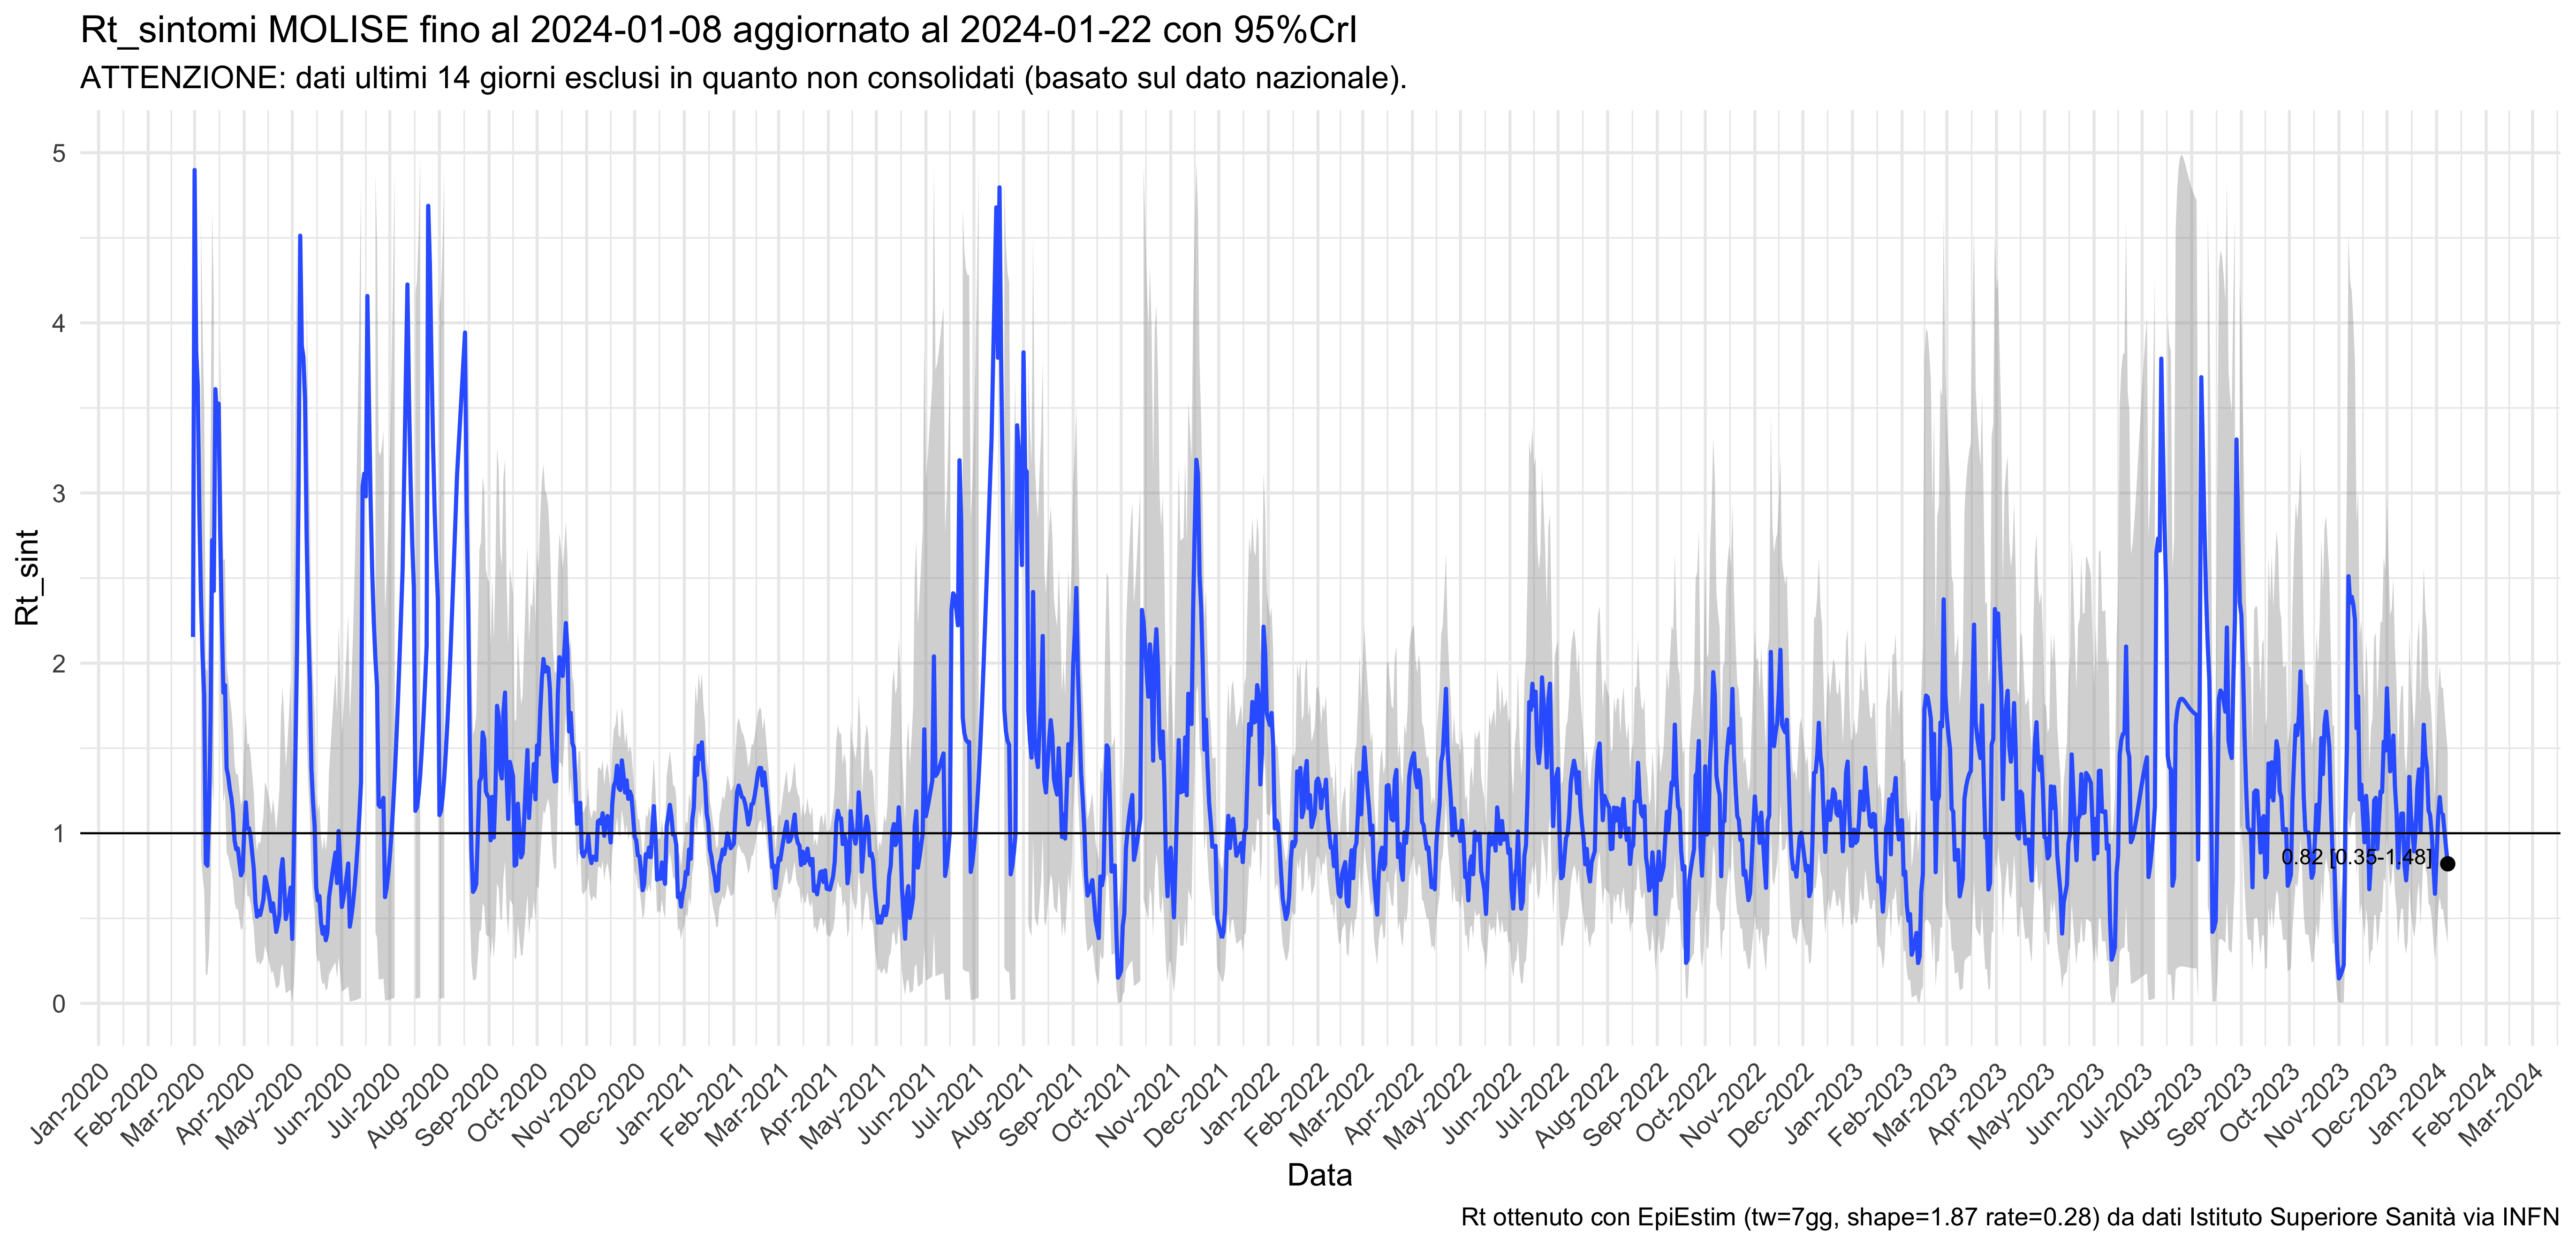 Rt_sintomi MOLISE fino al 2024-01-08 aggiornato al 2024-01-22 con 95%CrI
ATTENZIONE: dati ultimi 14 giorni esclusi in quanto non consolidati (basato sul dato nazionale).
5
4
3
2
1
0
Rt_sint
0.82 [0.35-1.48]
Jan-2020
Feb-2020
Mar-2020
Apr-2020
May-2020
Jun-2020
Jul-2020
Aug-2020
Sep-2020
Oct-2020
Nov-2020
Dec-2020
Jan-2021
Feb-2021
Mar-2021
Apr-2021
May-2021
Jun-2021
Jul-2021
Aug-2021
Sep-2021
Oct-2021
Nov-2021
Dec-2021
Jan-2022
Feb-2022
Mar-2022
Apr-2022
May-2022
Jun-2022
Jul-2022
Aug-2022
Sep-2022
Oct-2022
Nov-2022
Dec-2022
Jan-2023
Feb-2023
Mar-2023
Apr-2023
May-2023
Jun-2023
Jul-2023
Aug-2023
Sep-2023
Oct-2023
Nov-2023
Dec-2023
Jan-2024
Feb-2024
Mar-2024
Data
Rt ottenuto con EpiEstim (tw=7gg, shape=1.87 rate=0.28) da dati Istituto Superiore Sanità via INFN